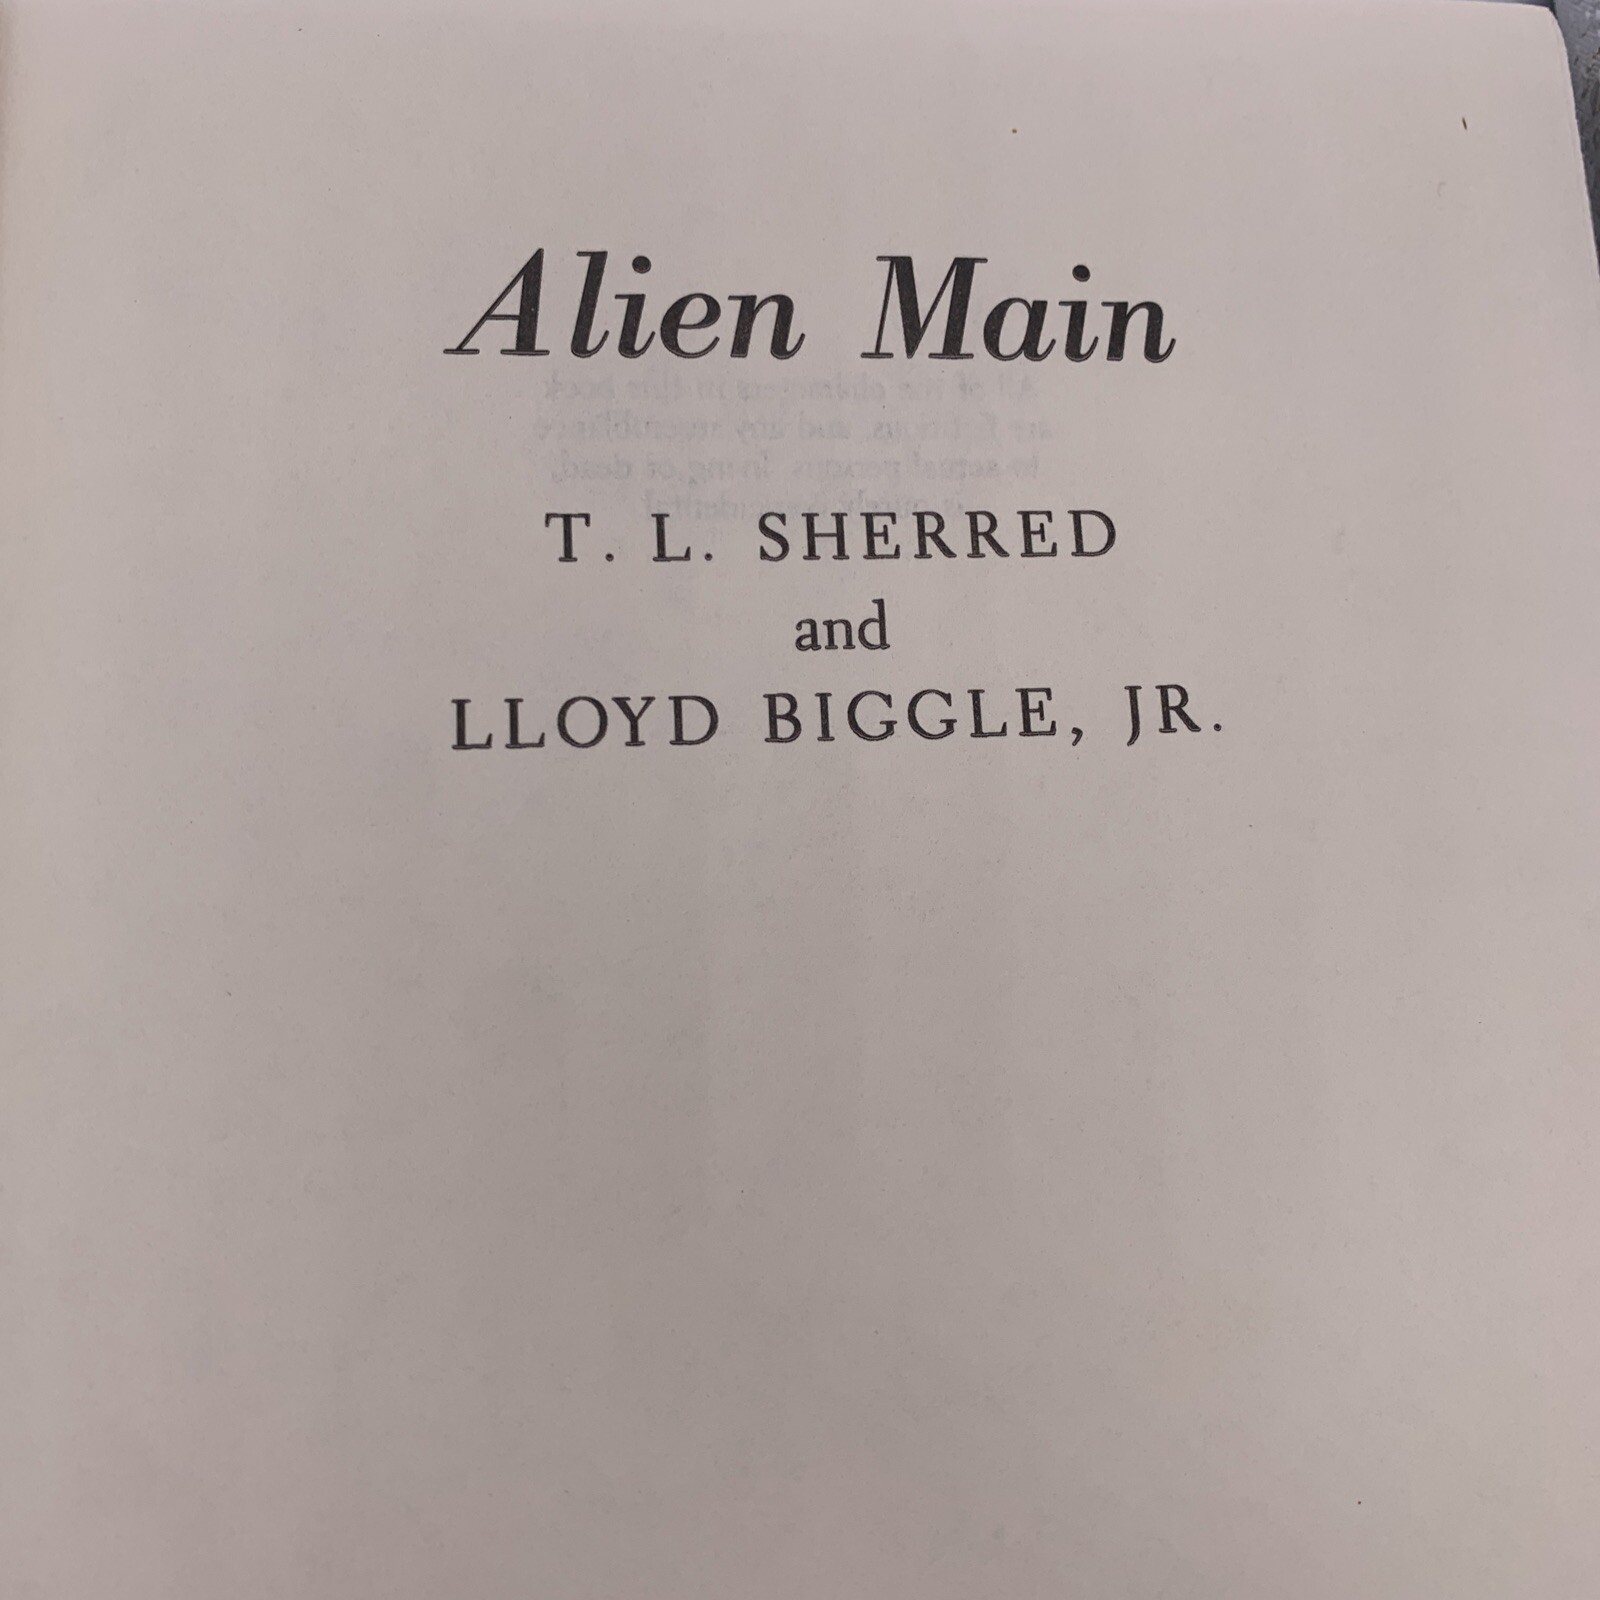 Alien Main
T. L. SHERRED
and
LLOYD BIGGLE, JR.